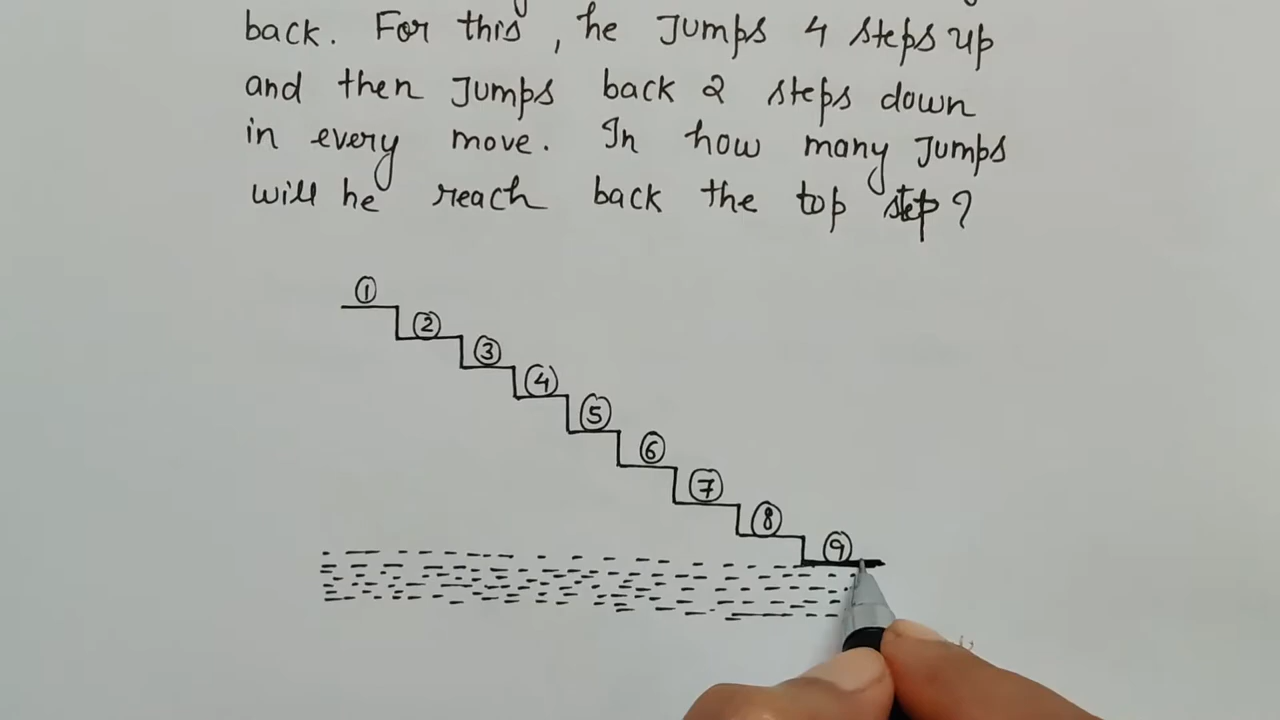 back. For this, he Jumps 4 steps up
and then Jumps back 2 steps down
in every move. In how many Jumps
will he reach back the top step?
1
2
3
4
5
6
7
8
9